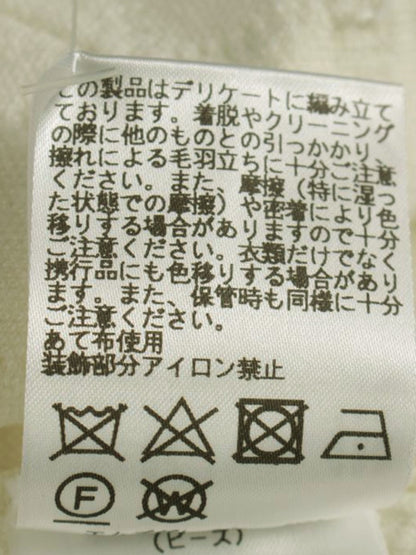 この製品はデリケートに編み立て
ております。着脱やクリーニング
の際に他のものとの引っかかり、
擦れによる毛羽立ちに十分ご注意
ください。また、摩擦(特に湿っ
た状態での摩擦)や密着により色
移りする場合がありますので十分
ご注意ください。衣類だけでなく
携行品にも色移りする場合があり
ます。また、保管時も同様に十分
ご注意ください。
あて布使用
装飾部分アイロン禁止
F W
(ビーズ)